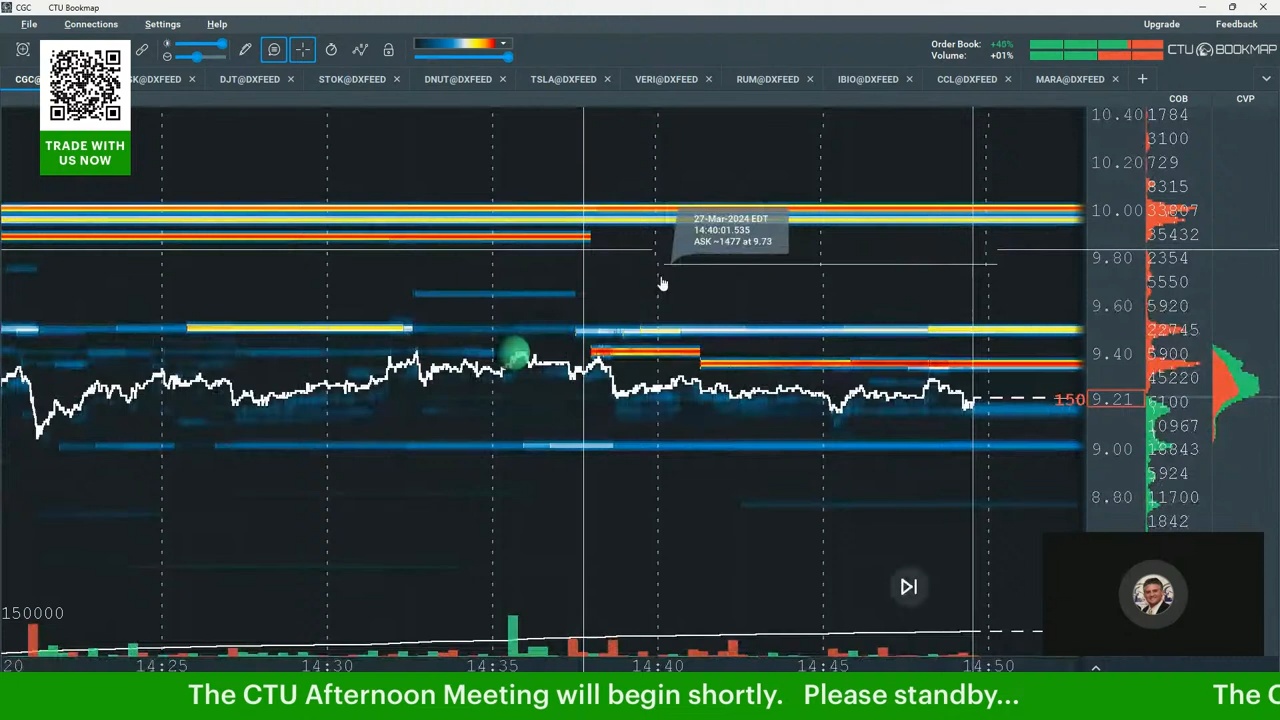 CGC CTU Bookmap
File Connections Settings Help Upgrade Feedback
Order Book: +48%
Volume: +01%
CTU BOOKMAP
TRADE WITH
US NOW
CGC@ K@DXFEED DJT@DXFEED STOK@DXFEED DNUT@DXFEED TSLA@DXFEED VERI@DXFEED RUM@DXFEED IBIO@DXFEED CCL@DXFEED MARA@DXFEED
COB CVP
10.40 1784
3100
10.20 729
8315
10.00 33807
35432
9.80 2354
5550
9.60 5920
22745
9.40 5900
45220
150 9.21 6100
10967
9.00 18843
5924
8.80 11700
1842
27-Mar-2024 EDT
14:40:01.535
ASK ~1477 at 9.73
150000
20 14:25 14:30 14:35 14:40 14:45 14:50
The CTU Afternoon Meeting will begin shortly. Please standby... The C